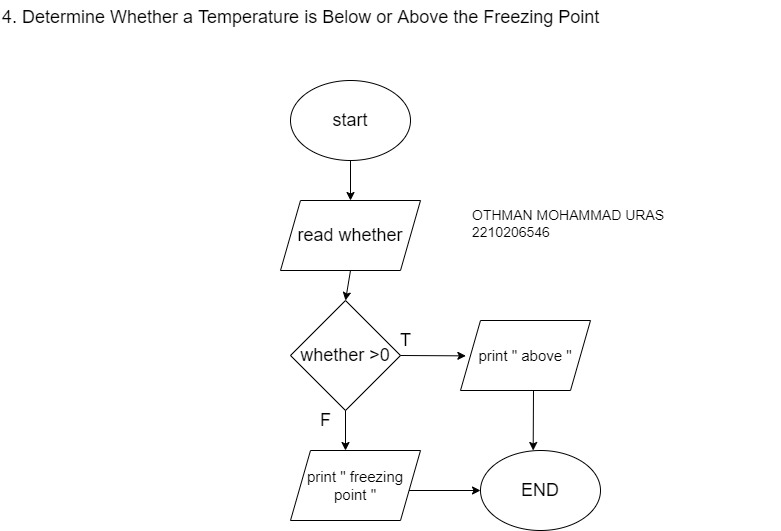 4. Determine Whether a Temperature is Below or Above the Freezing Point
start
read whether
OTHMAN MOHAMMAD URAS
2210206546
whether >0
T
print " above "
F
print " freezing
point "
END